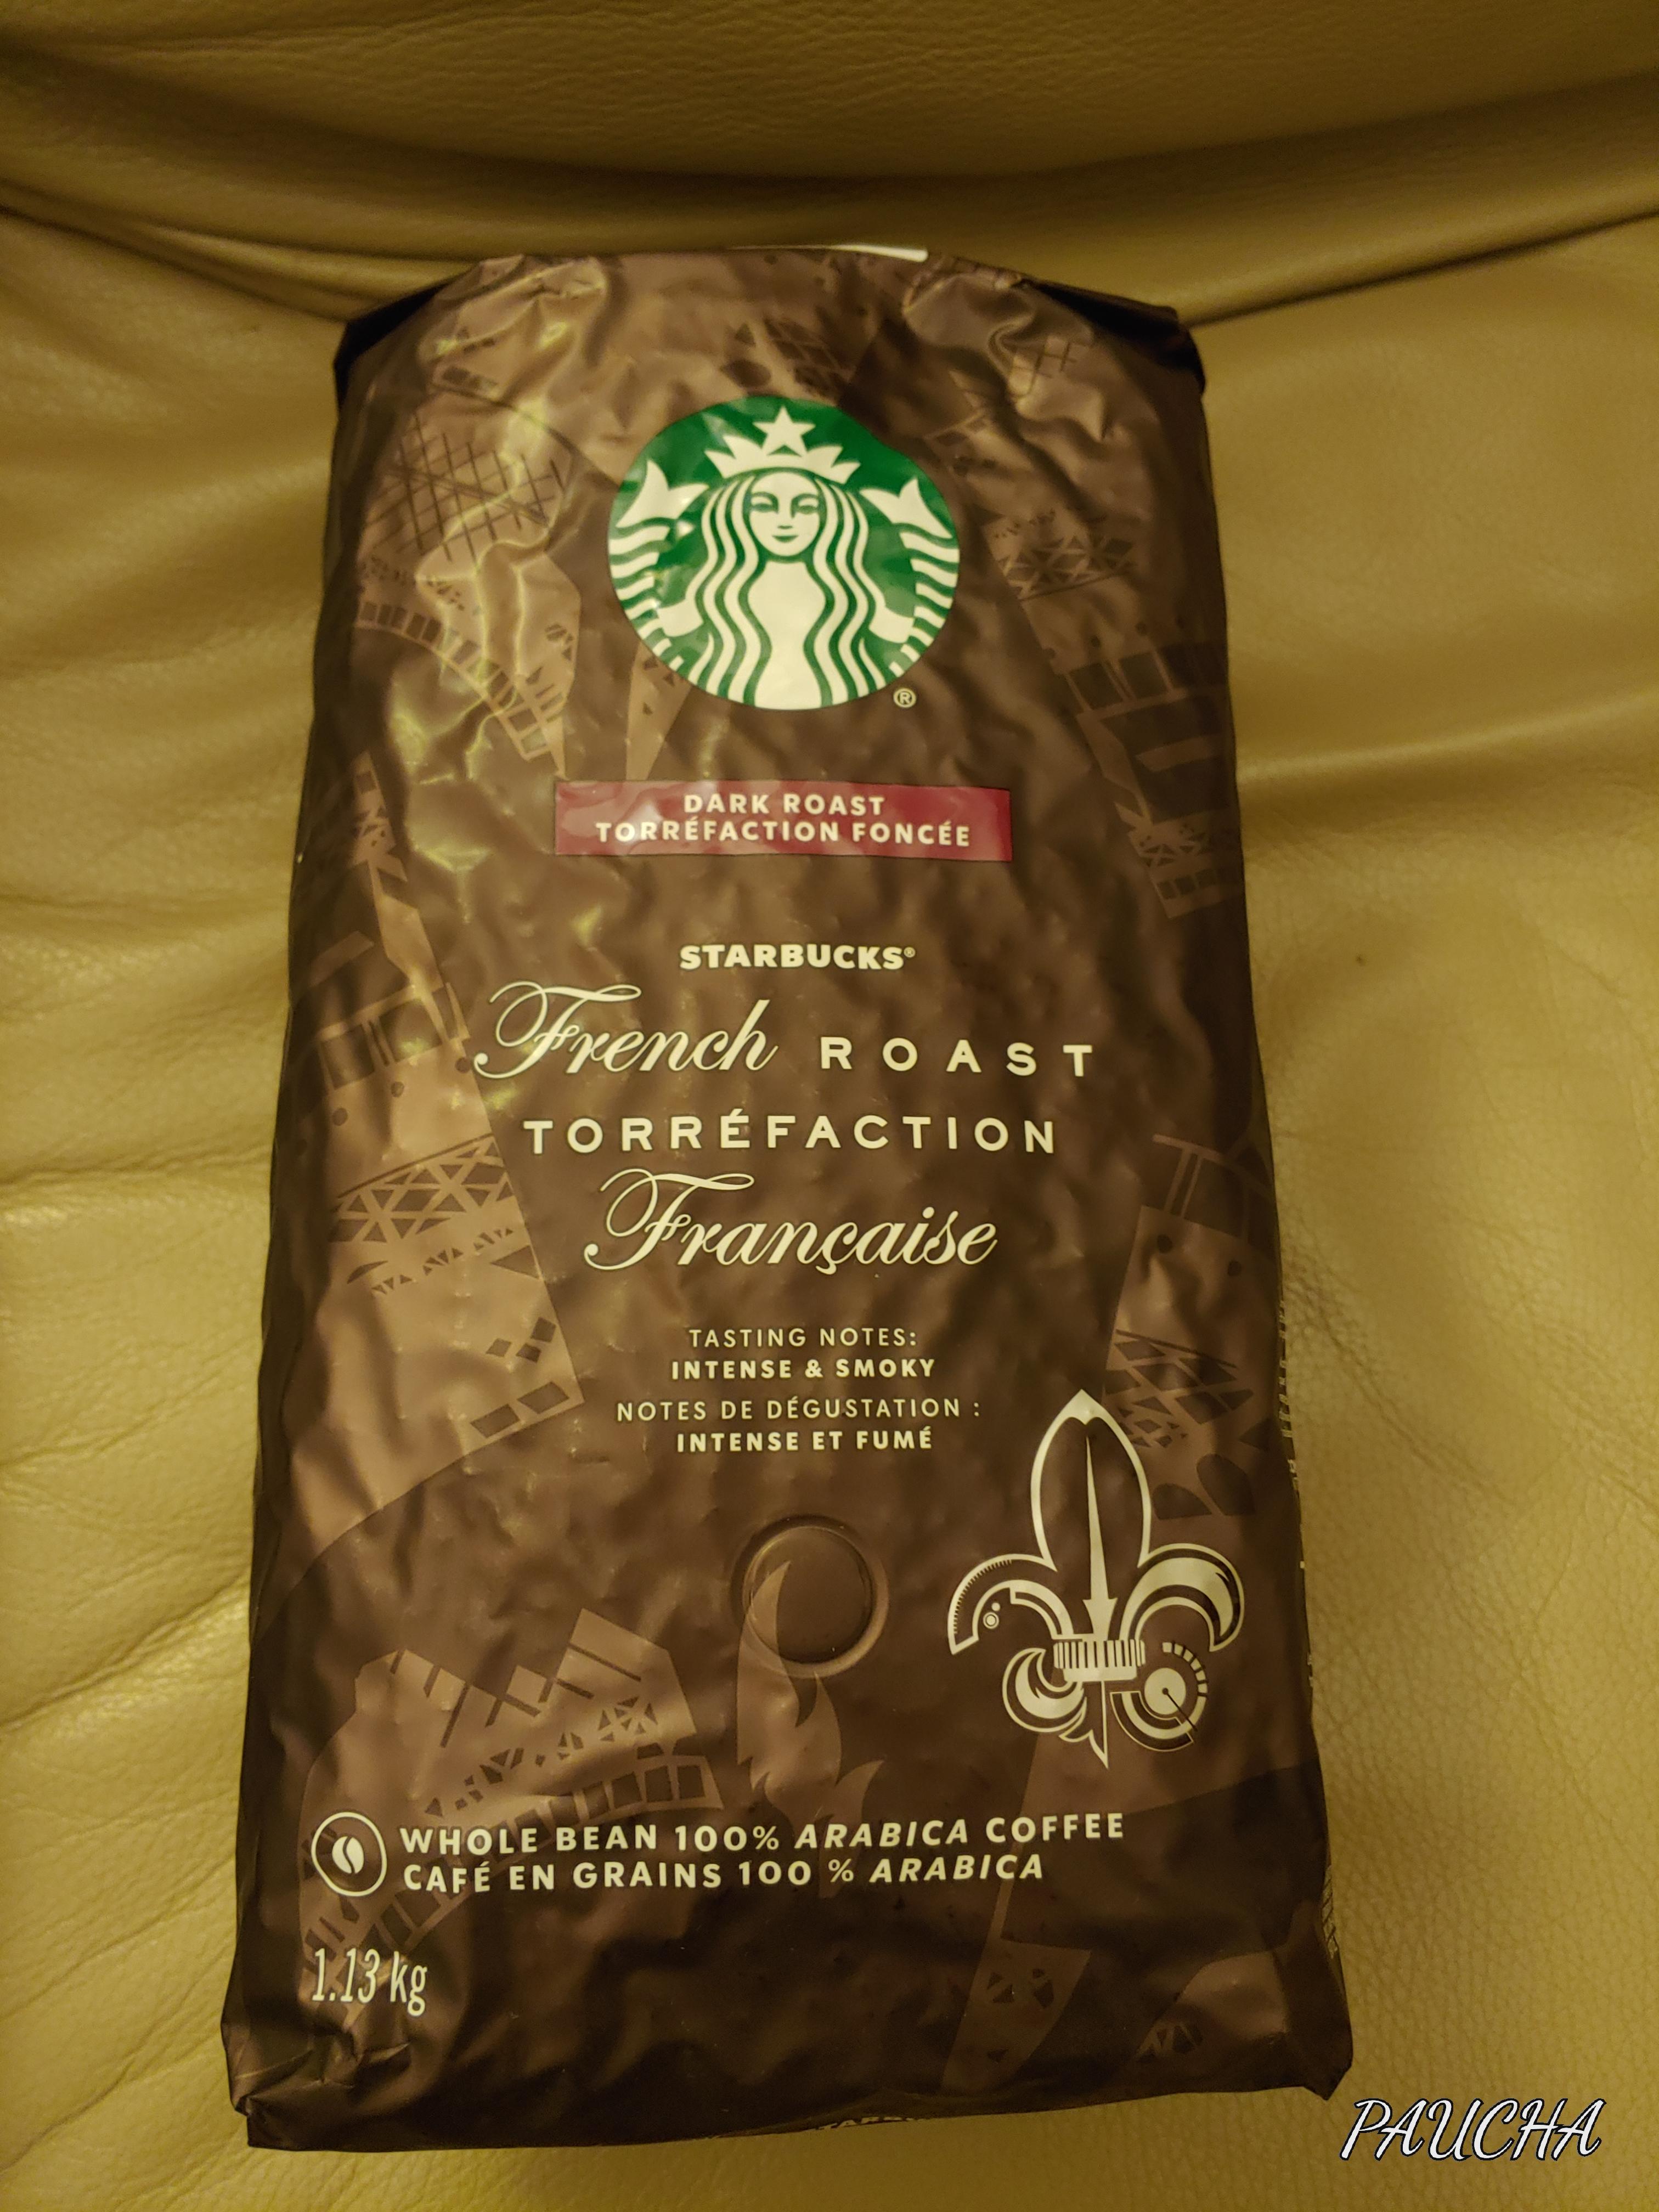 ®
DARK ROAST
TORRÉFACTION FONCÉE
STARBUCKS®
French ROAST
TORRÉFACTION
Française
TASTING NOTES:
INTENSE & SMOKY
NOTES DE DÉGUSTATION :
INTENSE ET FUMÉ
WHOLE BEAN 100% ARABICA COFFEE
CAFÉ EN GRAINS 100 % ARABICA
1.13 kg
PAUCHA